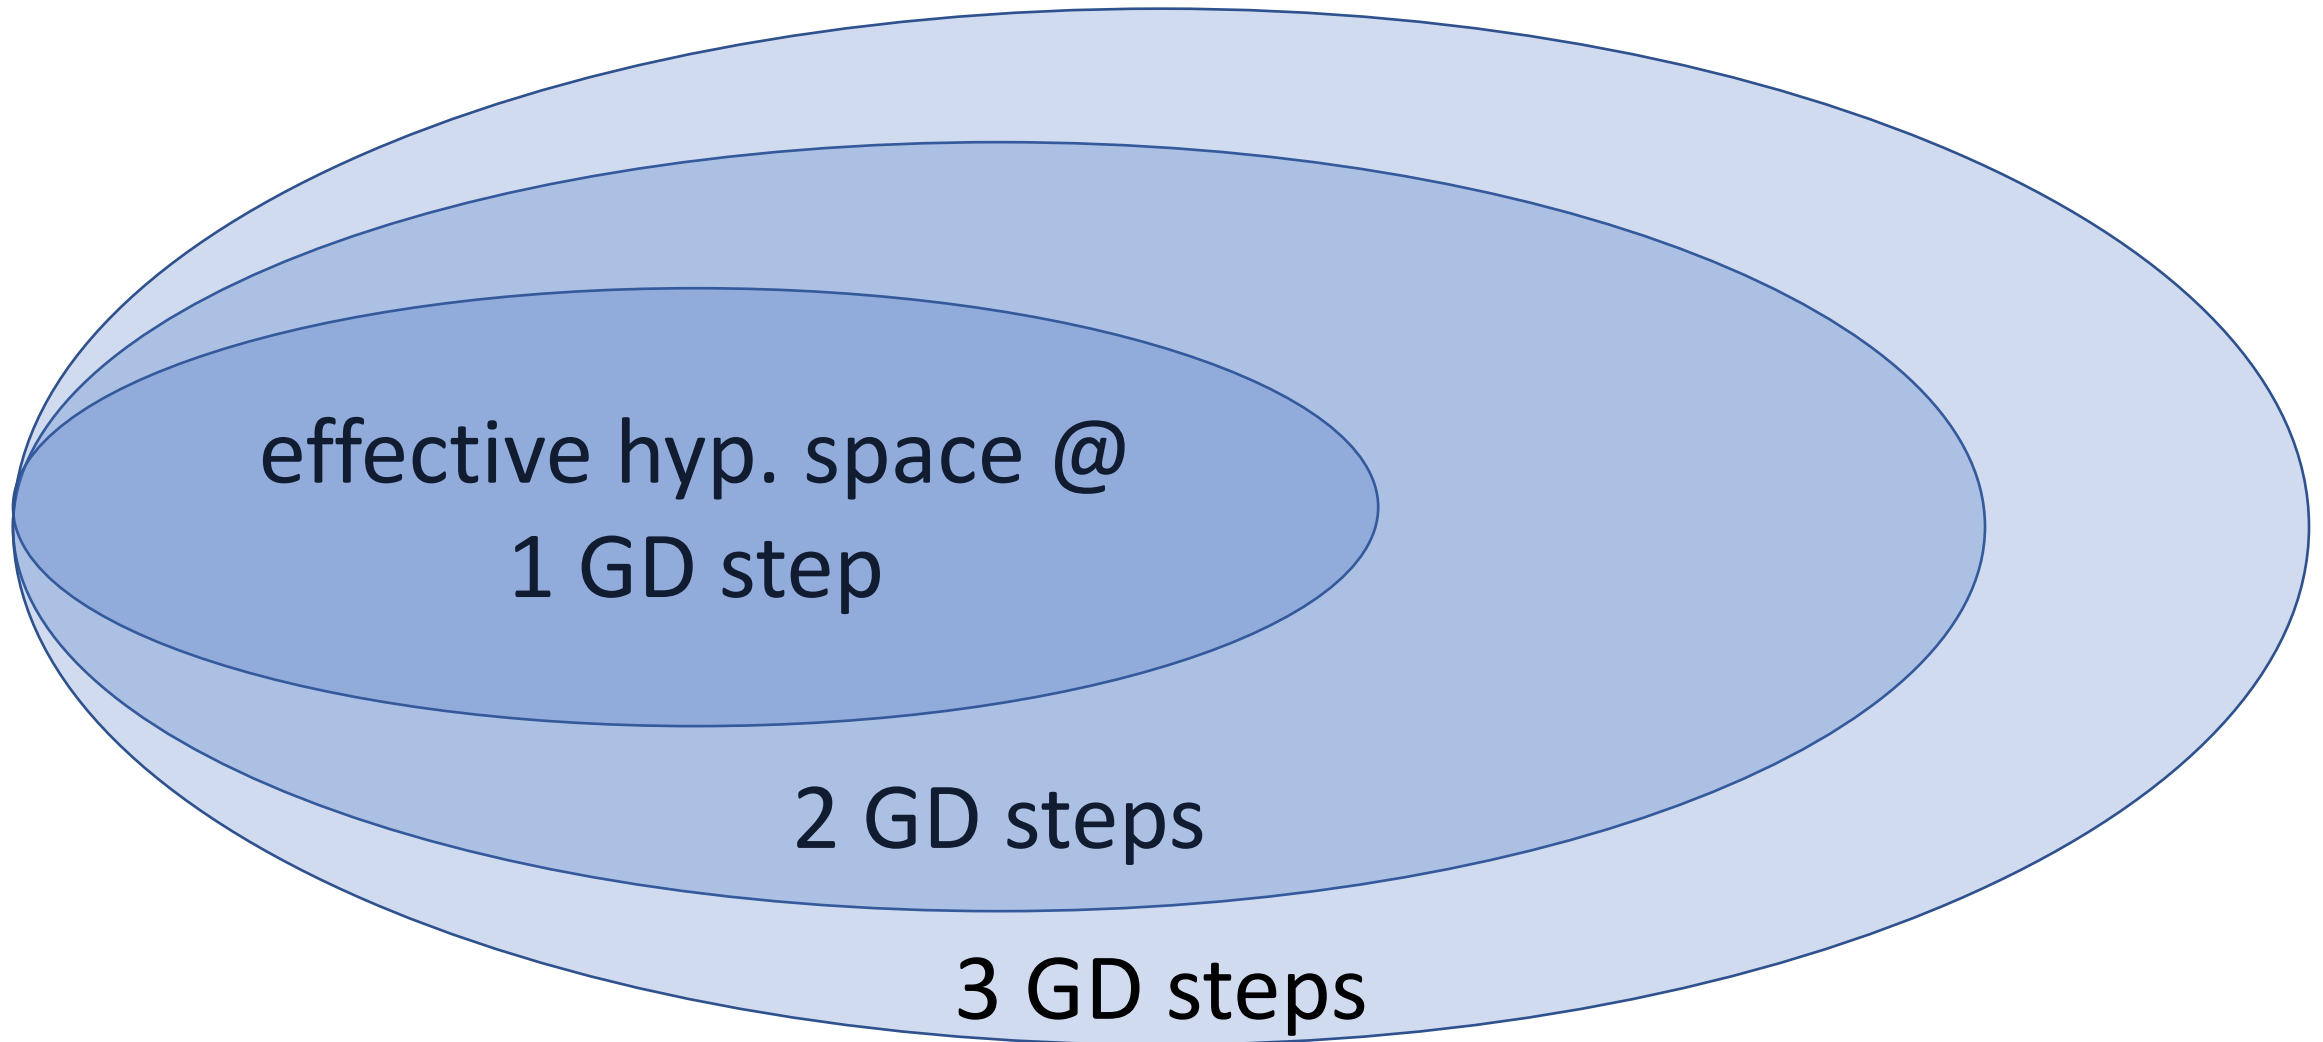 effective hyp. space @
1 GD step
2 GD steps
3 GD steps